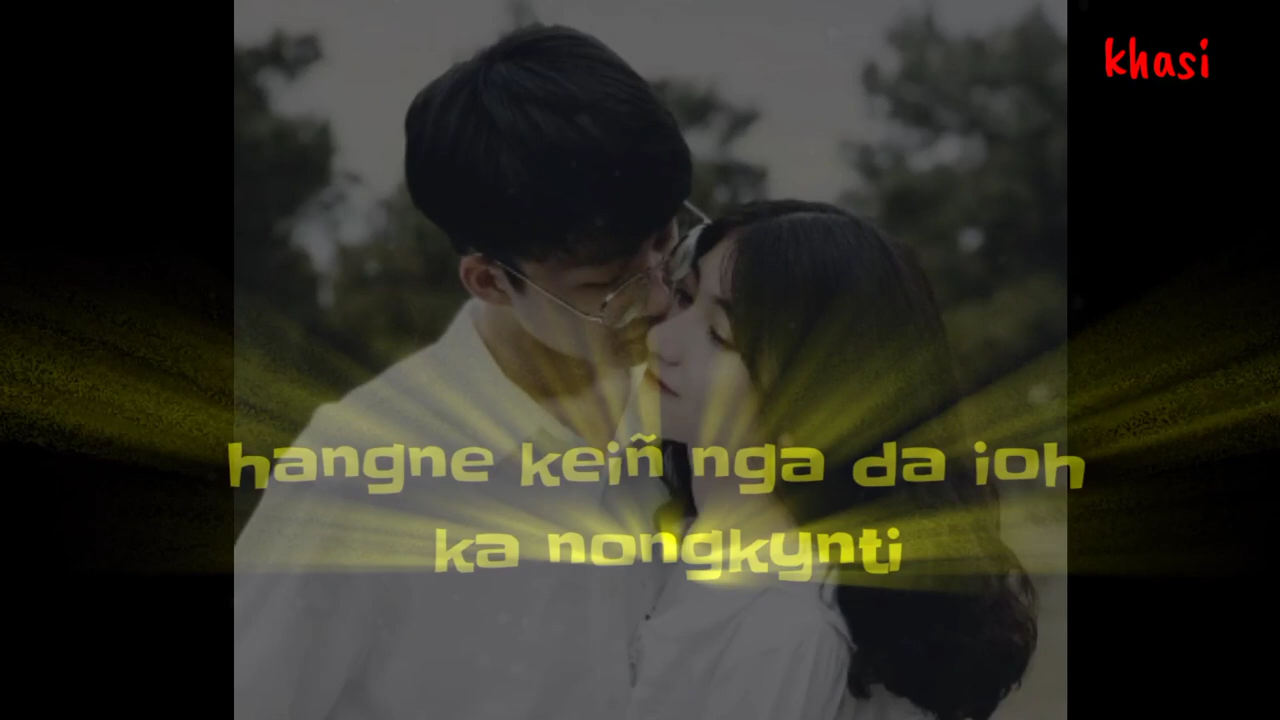 khasi
hangne keiñ nga da ioh
ka nongkynti